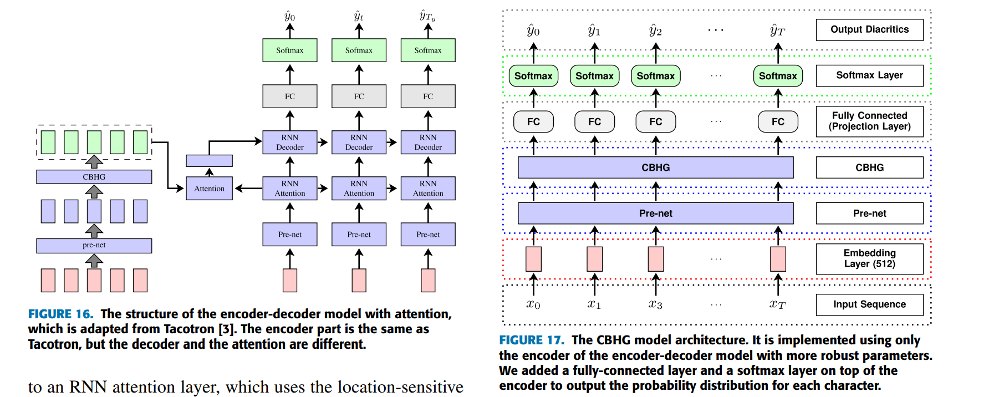 ŷ₀ ŷₜ ŷ_{T_y}
Softmax Softmax Softmax
FC FC FC
RNN Decoder RNN Decoder RNN Decoder
CBHG
Attention
RNN Attention RNN Attention RNN Attention
pre-net
Pre-net Pre-net Pre-net
FIGURE 16. The structure of the encoder-decoder model with attention,
which is adapted from Tacotron [3]. The encoder part is the same as
Tacotron, but the decoder and the attention are different.
to an RNN attention layer, which uses the location-sensitive
ŷ₀ ŷ₁ ŷ₂ ··· ŷ_T Output Diacritics
Softmax Softmax Softmax ··· Softmax Softmax Layer
FC FC FC ··· FC Fully Connected
(Projection Layer)
CBHG CBHG
Pre-net Pre-net
··· Embedding
Layer (512)
x₀ x₁ x₃ ··· x_T Input Sequence
FIGURE 17. The CBHG model architecture. It is implemented using only
the encoder of the encoder-decoder model with more robust parameters.
We added a fully-connected layer and a softmax layer on top of the
encoder to output the probability distribution for each character.